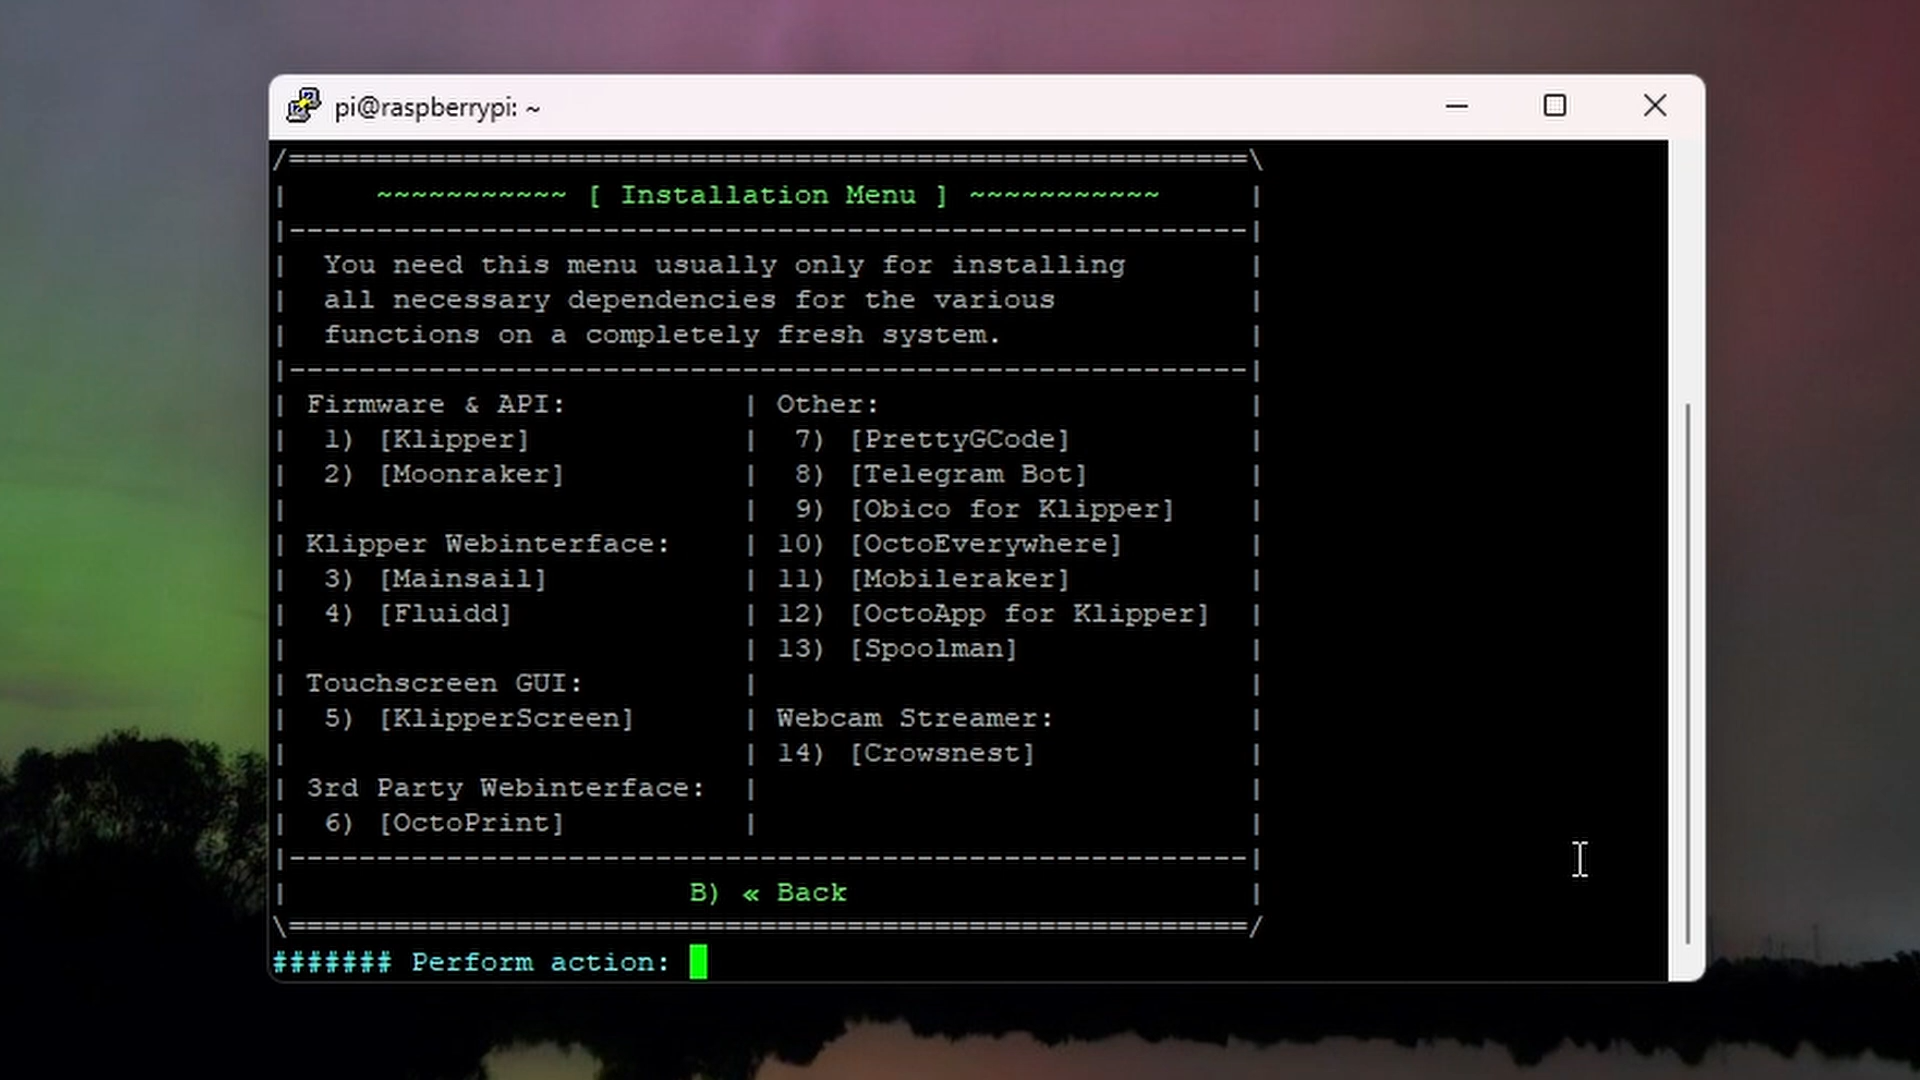 pi@raspberrypi: ~
/=======================================================\
|     ~~~~~~~~~~~ [ Installation Menu ] ~~~~~~~~~~~     |
|-------------------------------------------------------|
|  You need this menu usually only for installing       |
|  all necessary dependencies for the various           |
|  functions on a completely fresh system.              |
|-------------------------------------------------------|
| Firmware & API:          | Other:                     |
|  1) [Klipper]            |  7) [PrettyGCode]          |
|  2) [Moonraker]          |  8) [Telegram Bot]         |
|                          |  9) [Obico for Klipper]    |
| Klipper Webinterface:    | 10) [OctoEverywhere]       |
|  3) [Mainsail]           | 11) [Mobileraker]          |
|  4) [Fluidd]             | 12) [OctoApp for Klipper]  |
|                          | 13) [Spoolman]             |
| Touchscreen GUI:         |                            |
|  5) [KlipperScreen]      | Webcam Streamer:           |
|                          | 14) [Crowsnest]            |
| 3rd Party Webinterface:  |                            |
|  6) [OctoPrint]          |                            |
|-------------------------------------------------------|
|                       B) « Back                       |
\=======================================================/
####### Perform action: